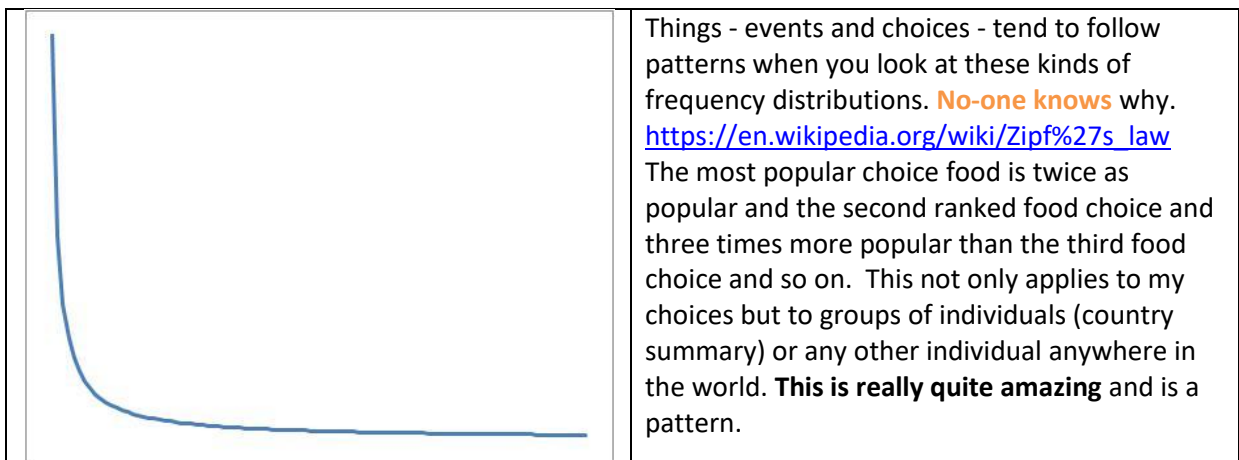 Things - events and choices - tend to follow
patterns when you look at these kinds of
frequency distributions. No-one knows why.
https://en.wikipedia.org/wiki/Zipf%27s_law
The most popular choice food is twice as
popular and the second ranked food choice and
three times more popular than the third food
choice and so on.  This not only applies to my
choices but to groups of individuals (country
summary) or any other individual anywhere in
the world. This is really quite amazing and is a
pattern.